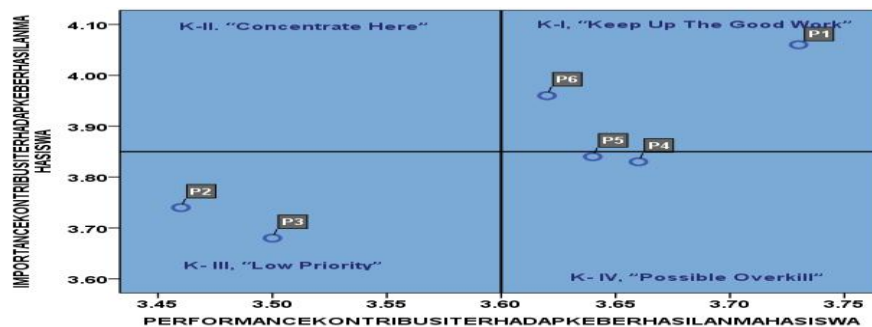 IMPORTANCEKONTRIBUSITERHADAPKEBERHASILANMA
HASISWA
4.10
4.00
3.90
3.80
3.70
3.60
K-II. "Concentrate Here"
K-I, "Keep Up The Good Work"
P1
P6
P5
P4
P2
P3
K- III, "Low Priority"
K- IV, "Possible Overkill"
3.45
3.50
3.55
3.60
3.65
3.70
3.75
PERFORMANCEKONTRIBUSITERHADAPKEBERHASILANMAHASISWA